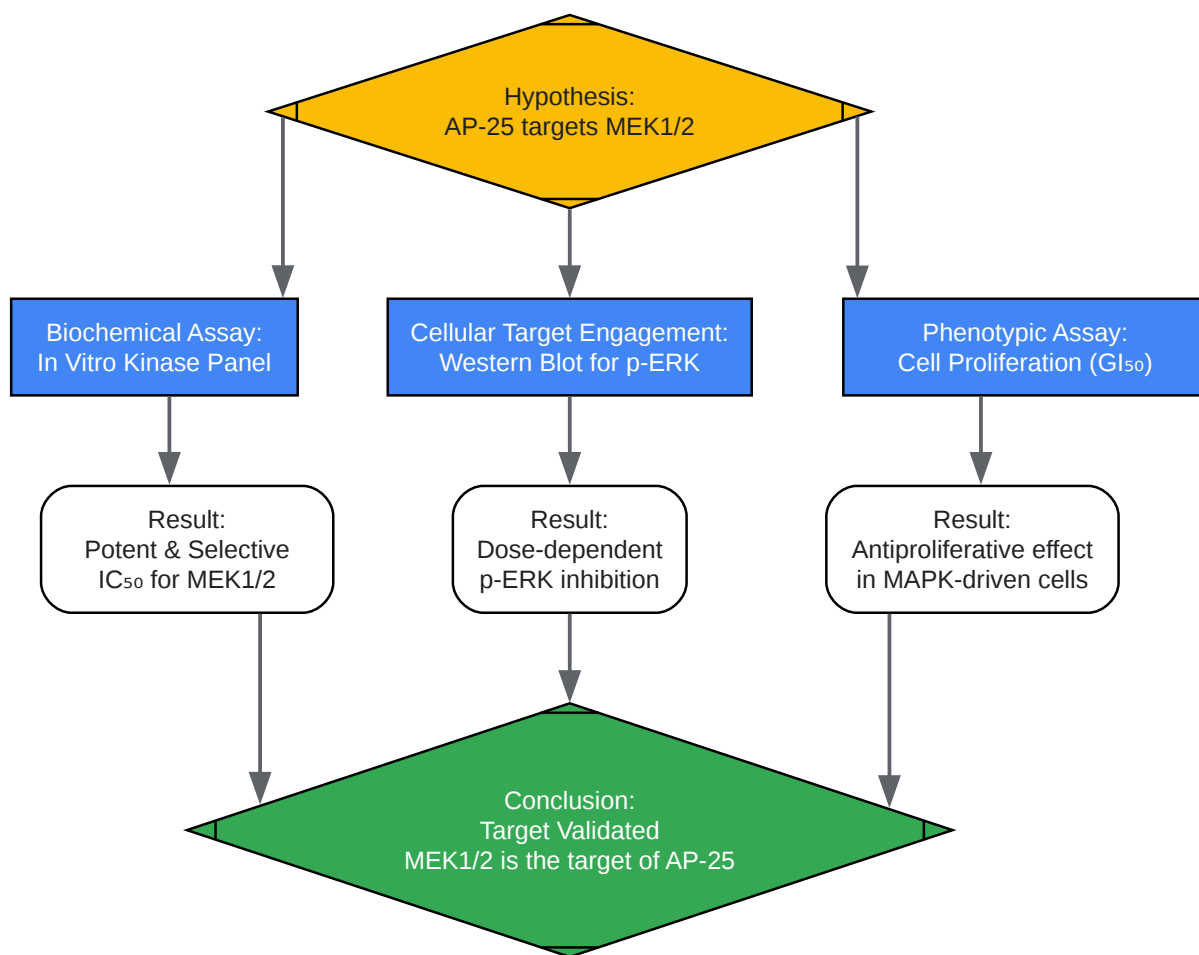 Hypothesis:
AP-25 targets MEK1/2
Biochemical Assay:
In Vitro Kinase Panel
Cellular Target Engagement:
Western Blot for p-ERK
Phenotypic Assay:
Cell Proliferation (GI₅₀)
Result:
Potent & Selective
IC₅₀ for MEK1/2
Result:
Dose-dependent
p-ERK inhibition
Result:
Antiproliferative effect
in MAPK-driven cells
Conclusion:
Target Validated
MEK1/2 is the target of AP-25